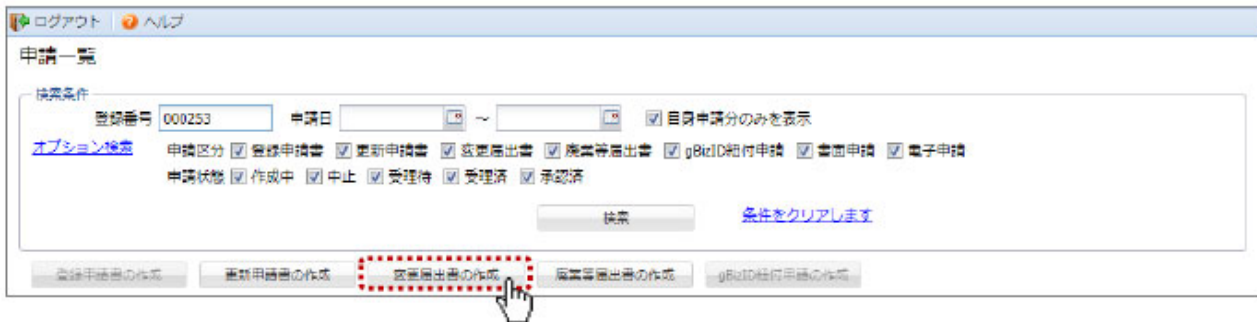 ログアウト ヘルプ
申請一覧
検索条件
登録番号 000253 申請日 ～ 自身申請分のみを表示
オプション検索 申請区分 登録申請書 更新申請書 変更届出書 廃業等届出書 gBizID紐付申請 書面申請 電子申請
申請状態 作成中 中止 受理待 受理済 承認済
検索 条件をクリアします
登録申請書の作成 更新申請書の作成 変更届出書の作成 廃業等届出書の作成 gBizID紐付申請の作成